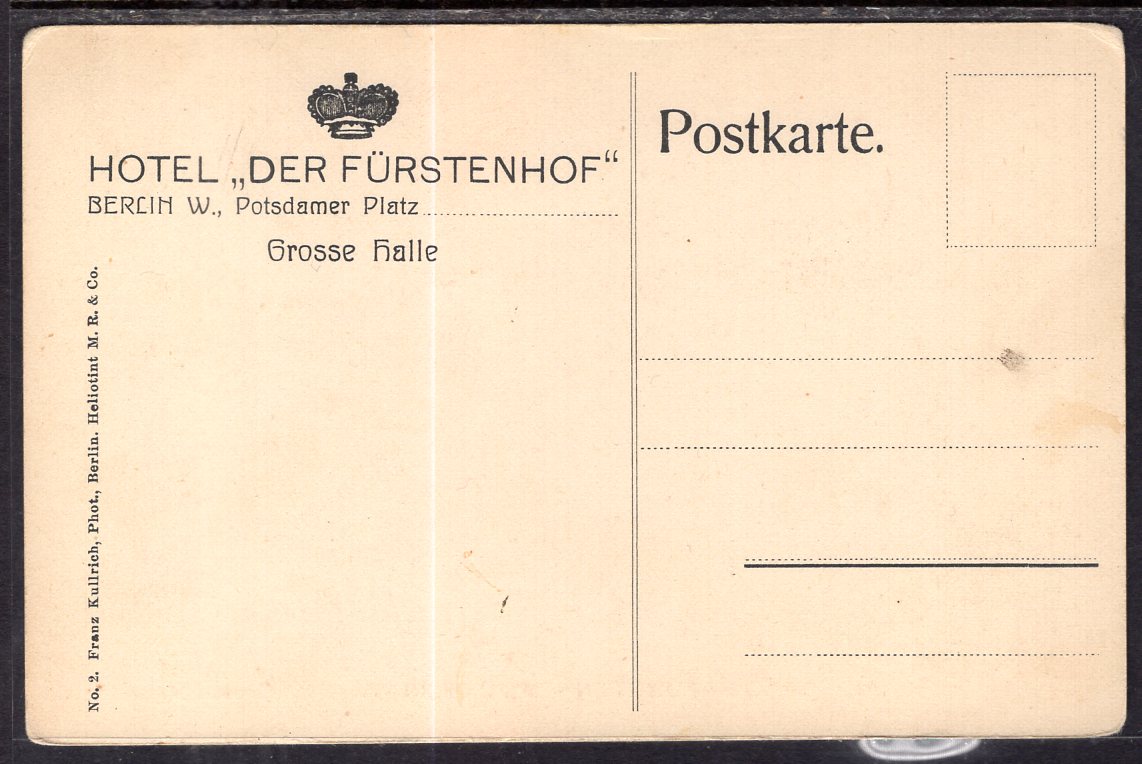 HOTEL „DER FÜRSTENHOF“
BERLIN W., Potsdamer Platz
Grosse Halle
No. 2. Franz Kullrich, Phot., Berlin. Heliotint M. R. & Co.
Postkarte.